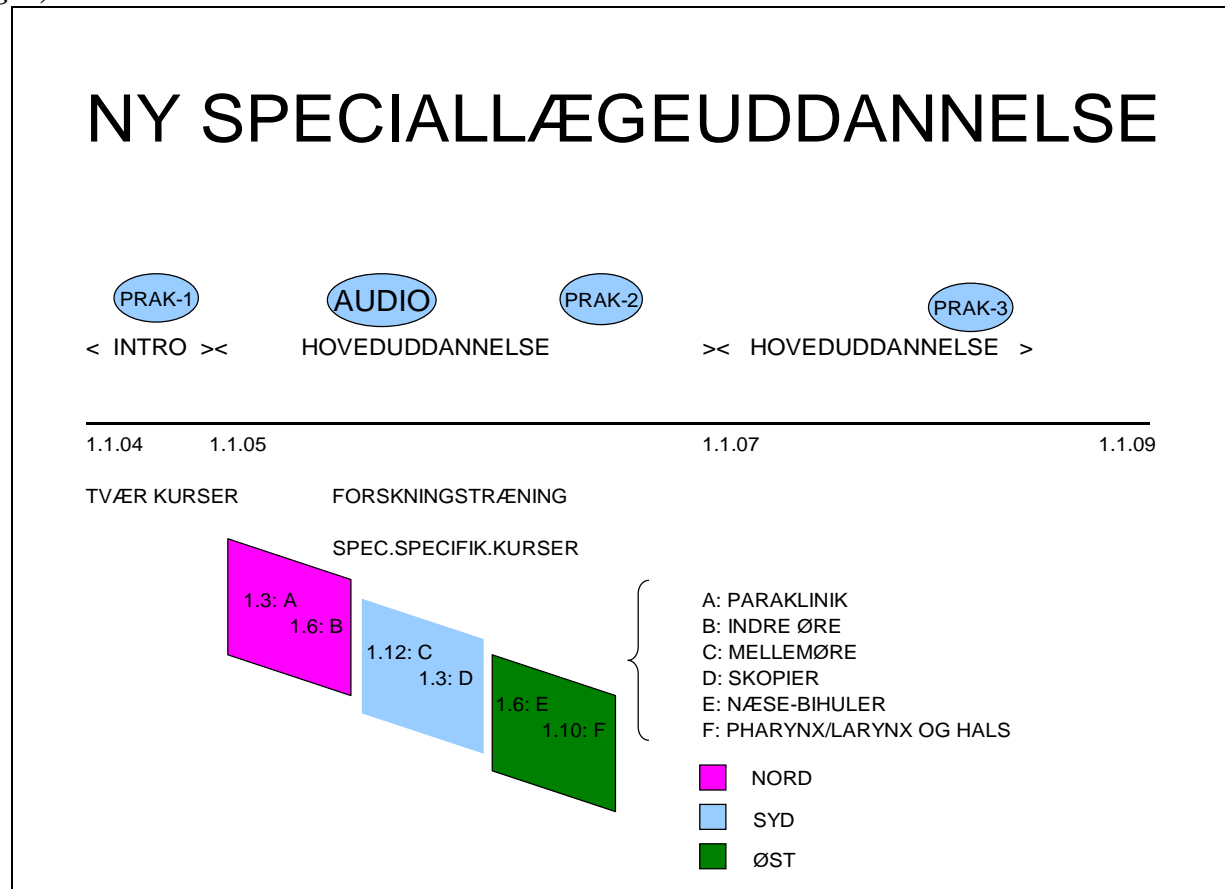 NY SPECIALLÆGEUDDANNELSE
PRAK-1
AUDIO
PRAK-2
PRAK-3
< INTRO >< HOVEDUDDANNELSE >< HOVEDUDDANNELSE >
1.1.04 1.1.05 1.1.07 1.1.09
TVÆR KURSER FORSKNINGSTRÆNING
SPEC.SPECIFIK.KURSER
1.3: A
1.6: B
1.12: C
1.3: D
1.6: E
1.10: F
A: PARAKLINIK
B: INDRE ØRE
C: MELLEMØRE
D: SKOPIER
E: NÆSE-BIHULER
F: PHARYNX/LARYNX OG HALS
NORD
SYD
ØST